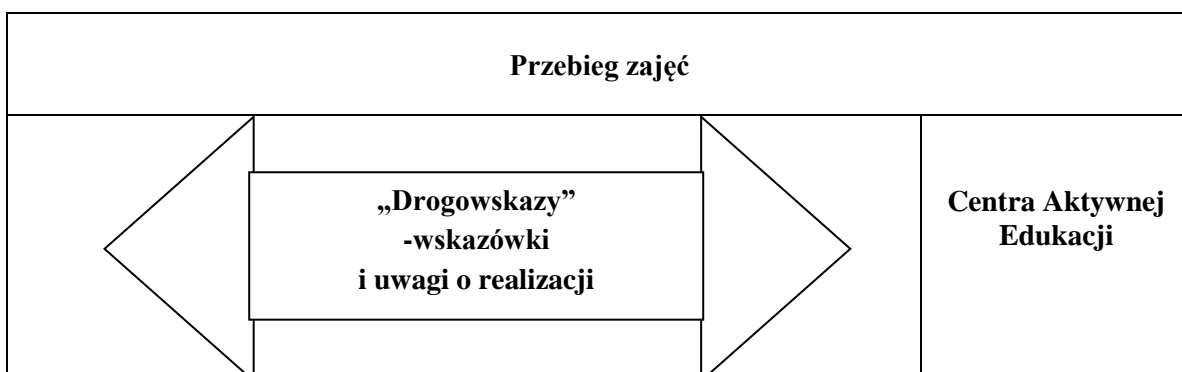 Przebieg zajęć
„Drogowskazy”
-wskazówki
i uwagi o realizacji
Centra Aktywnej
Edukacji